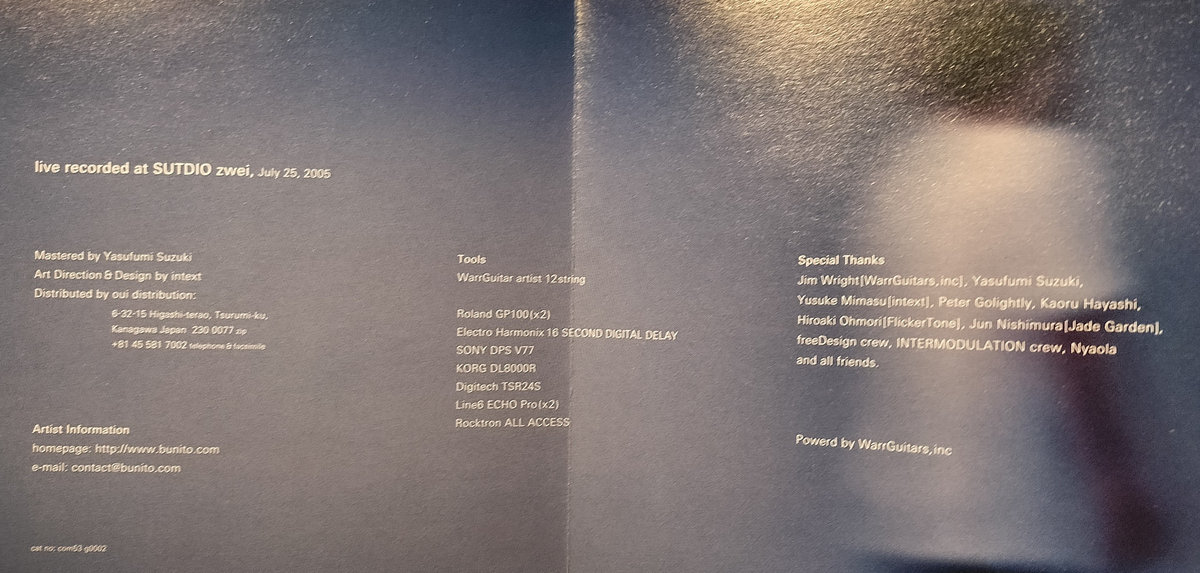 live recorded at SUTDIO zwei, July 25, 2005
Mastered by Yasufumi Suzuki
Art Direction & Design by intext
Distributed by oui distribution:
6-32-15 Higashi-terao, Tsurumi-ku,
Kanagawa Japan 230 0077 zip
+81 45 581 7002 telephone & facsimile
Artist Information
homepage: http://www.bunito.com
e-mail: contact@bunito.com
cat no: com53 g0002
Tools
WarrGuitar artist 12string
Roland GP100(x2)
Electro Harmonix 16 SECOND DIGITAL DELAY
SONY DPS V77
KORG DL8000R
Digitech TSR24S
Line6 ECHO Pro(x2)
Rocktron ALL ACCESS
Special Thanks
Jim Wright[WarrGuitars,inc], Yasufumi Suzuki,
Yusuke Mimasu[intext], Peter Golightly, Kaoru Hayashi,
Hiroaki Ohmori[FlickerTone], Jun Nishimura[Jade Garden],
freeDesign crew, INTERMODULATION crew, Nyaola
and all friends.
Powerd by WarrGuitars,inc